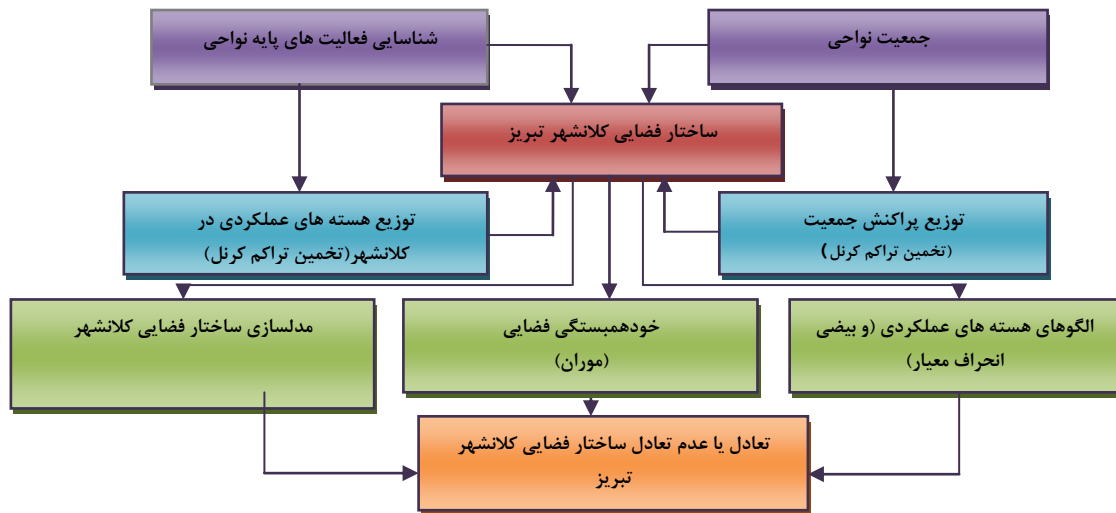 جمعیت نواحی
شناسایی فعالیت های پایه نواحی
ساختار فضایی کلانشهر تبریز
توزیع پراکنش جمعیت
(تخمین تراکم کرنل)
توزیع هسته های عملکردی در
کلانشهر(تخمین تراکم کرنل)
الگوهای هسته های عملکردی (و بیضی
انحراف معیار)
خودهمبستگی فضایی
(موران)
مدلسازی ساختار فضایی کلانشهر
تعادل یا عدم تعادل ساختار فضایی کلانشهر
تبریز